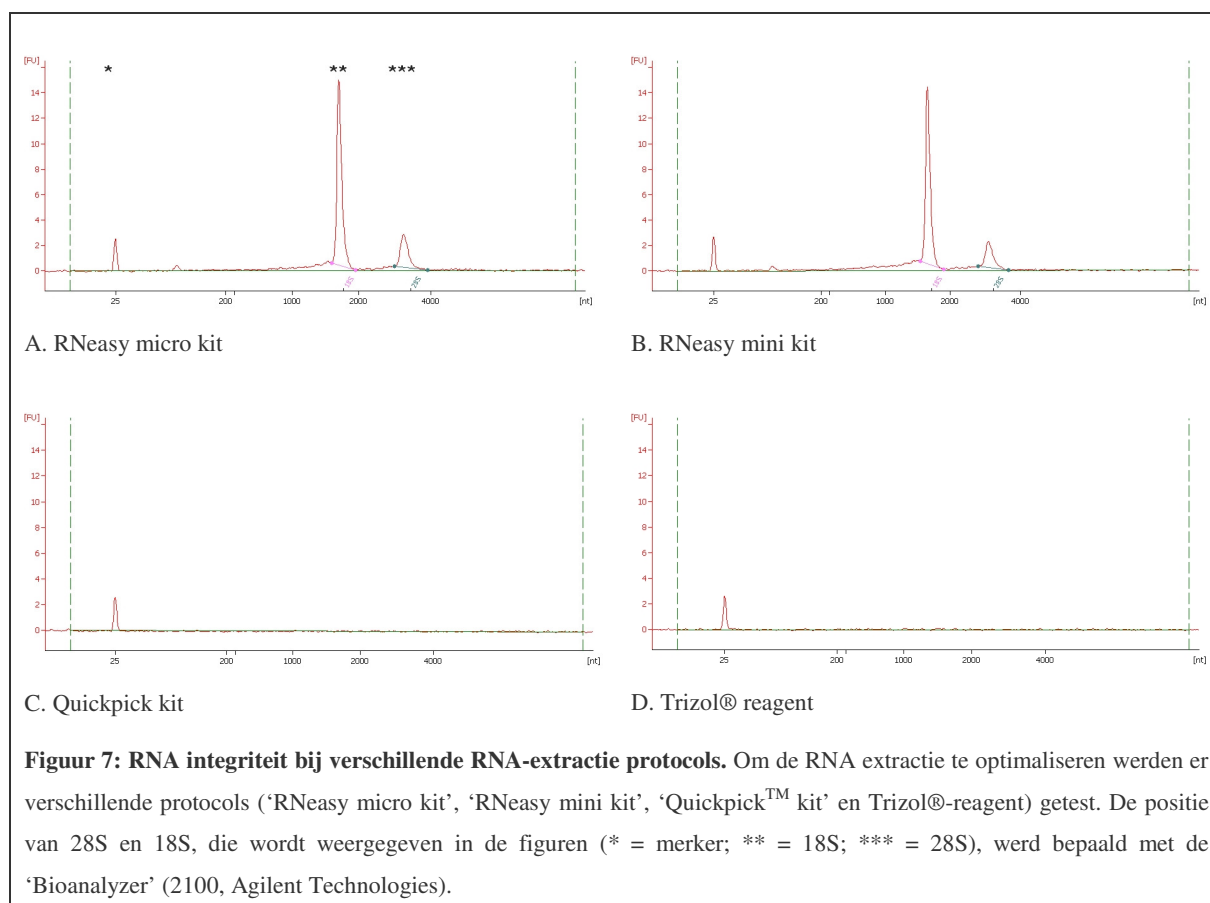 [FU] * ** *** [FU]
14 14
12 12
10 10
8 8
6 6
4 4
2 2
0 0
25 200 1000 18S 2000 28S 4000 [nt] 25 200 1000 18S 2000 28S 4000 [nt]
A. RNeasy micro kit B. RNeasy mini kit
[FU] [FU]
14 14
12 12
10 10
8 8
6 6
4 4
2 2
0 0
25 200 1000 2000 4000 [nt] 25 200 1000 2000 4000 [nt]
C. Quickpick kit D. Trizol® reagent
Figuur 7: RNA integriteit bij verschillende RNA-extractie protocols. Om de RNA extractie te optimaliseren werden er
verschillende protocols (‘RNeasy micro kit’, ‘RNeasy mini kit’, ‘Quickpick™ kit’ en Trizol®-reagent) getest. De positie
van 28S en 18S, die wordt weergegeven in de figuren (* = merker; ** = 18S; *** = 28S), werd bepaald met de
‘Bioanalyzer’ (2100, Agilent Technologies).